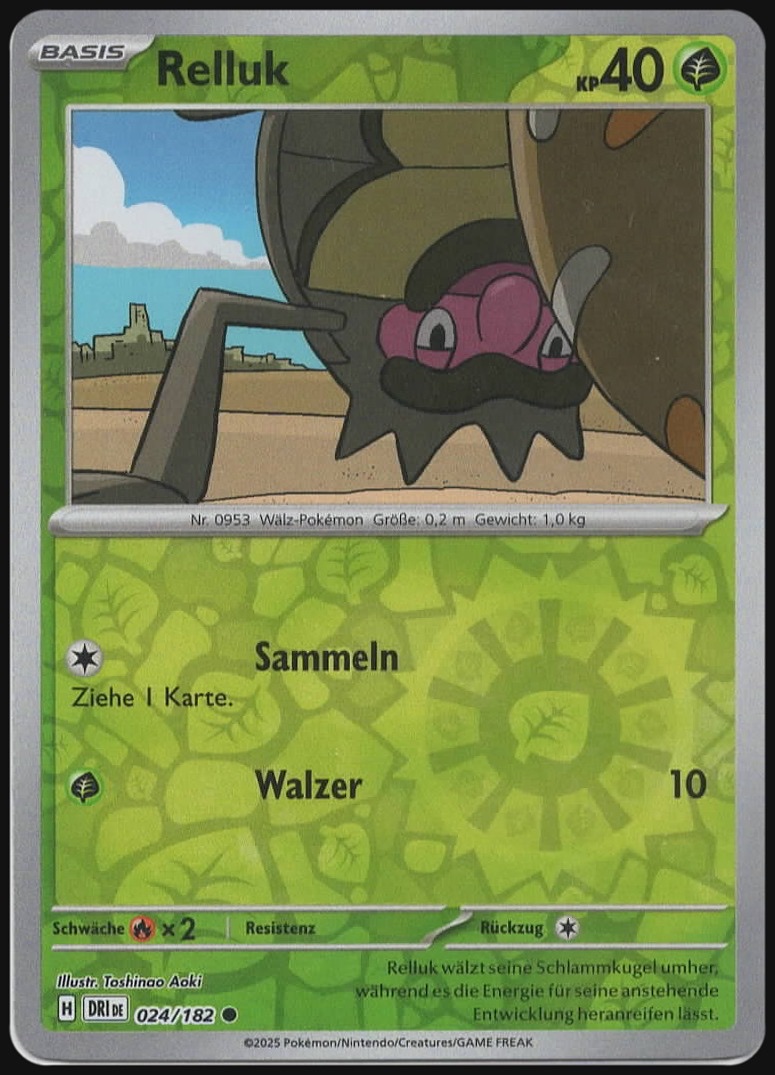 BASIS
Relluk
KP 40
Nr. 0953 Wälz-Pokémon Größe: 0,2 m Gewicht: 1,0 kg
Sammeln
Ziehe 1 Karte.
Walzer 10
Schwäche ×2 Resistenz Rückzug
Illustr. Toshinao Aoki
H DRI DE 024/182
Relluk wälzt seine Schlammkugel umher,
während es die Energie für seine anstehende
Entwicklung heranreifen lässt.
©2025 Pokémon/Nintendo/Creatures/GAME FREAK